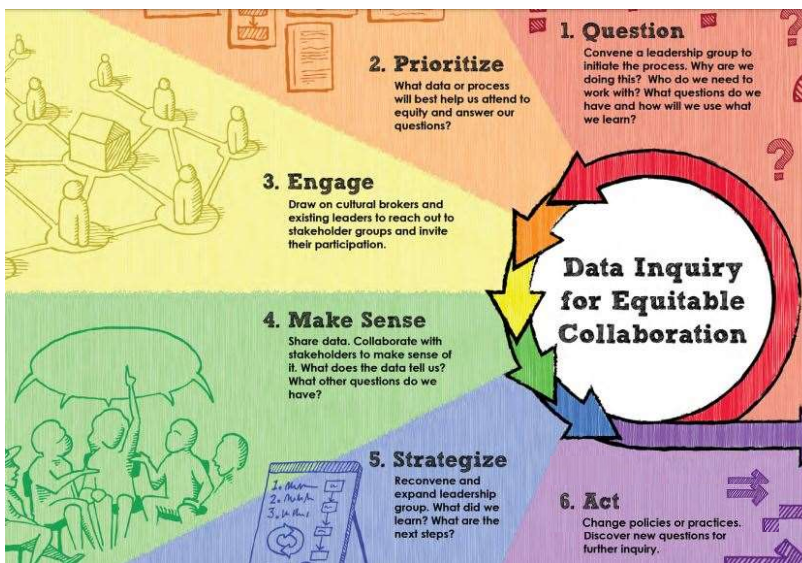 1. Question
Convene a leadership group to
initiate the process. Why are we
doing this? Who do we need to
work with? What questions do we
have and how will we use what
we learn?
2. Prioritize
What data or process
will best help us attend to
equity and answer our
questions?
3. Engage
Draw on cultural brokers and
existing leaders to reach out to
stakeholder groups and invite
their participation.
4. Make Sense
Share data. Collaborate with
stakeholders to make sense of
it. What does the data tell us?
What other questions do we
have?
5. Strategize
Reconvene and
expand leadership
group. What did we
learn? What are the
next steps?
6. Act
Change policies or practices.
Discover new questions for
further inquiry.
Data Inquiry
for Equitable
Collaboration
1.
2.
3.
?
?